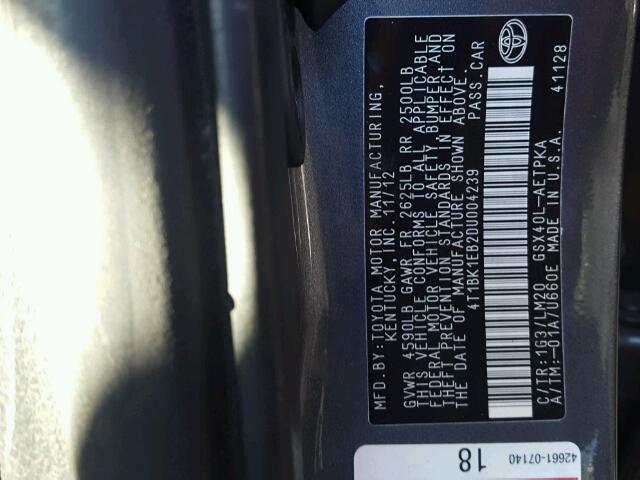 MFD.BY:TOYOTA MOTOR MANUFACTURING,
KENTUCKY,INC. 11/12
GVWR 4590LB GAWR FR 2625LB RR 2500LB
THIS VEHICLE CONFORMS TO ALL APPLICABLE
FEDERAL MOTOR VEHICLE SAFETY,BUMPER,AND
THEFT PREVENTION STANDARDS IN EFFECT ON
THE DATE OF MANUFACTURE SHOWN ABOVE.
4T1BK1EB2DU004239 PASS.CAR
C/TR:1G3/LM20 GSX40L-AETPKA
A/TM:-01A/U660E MADE IN U.S.A. 41128
42661-07140
18